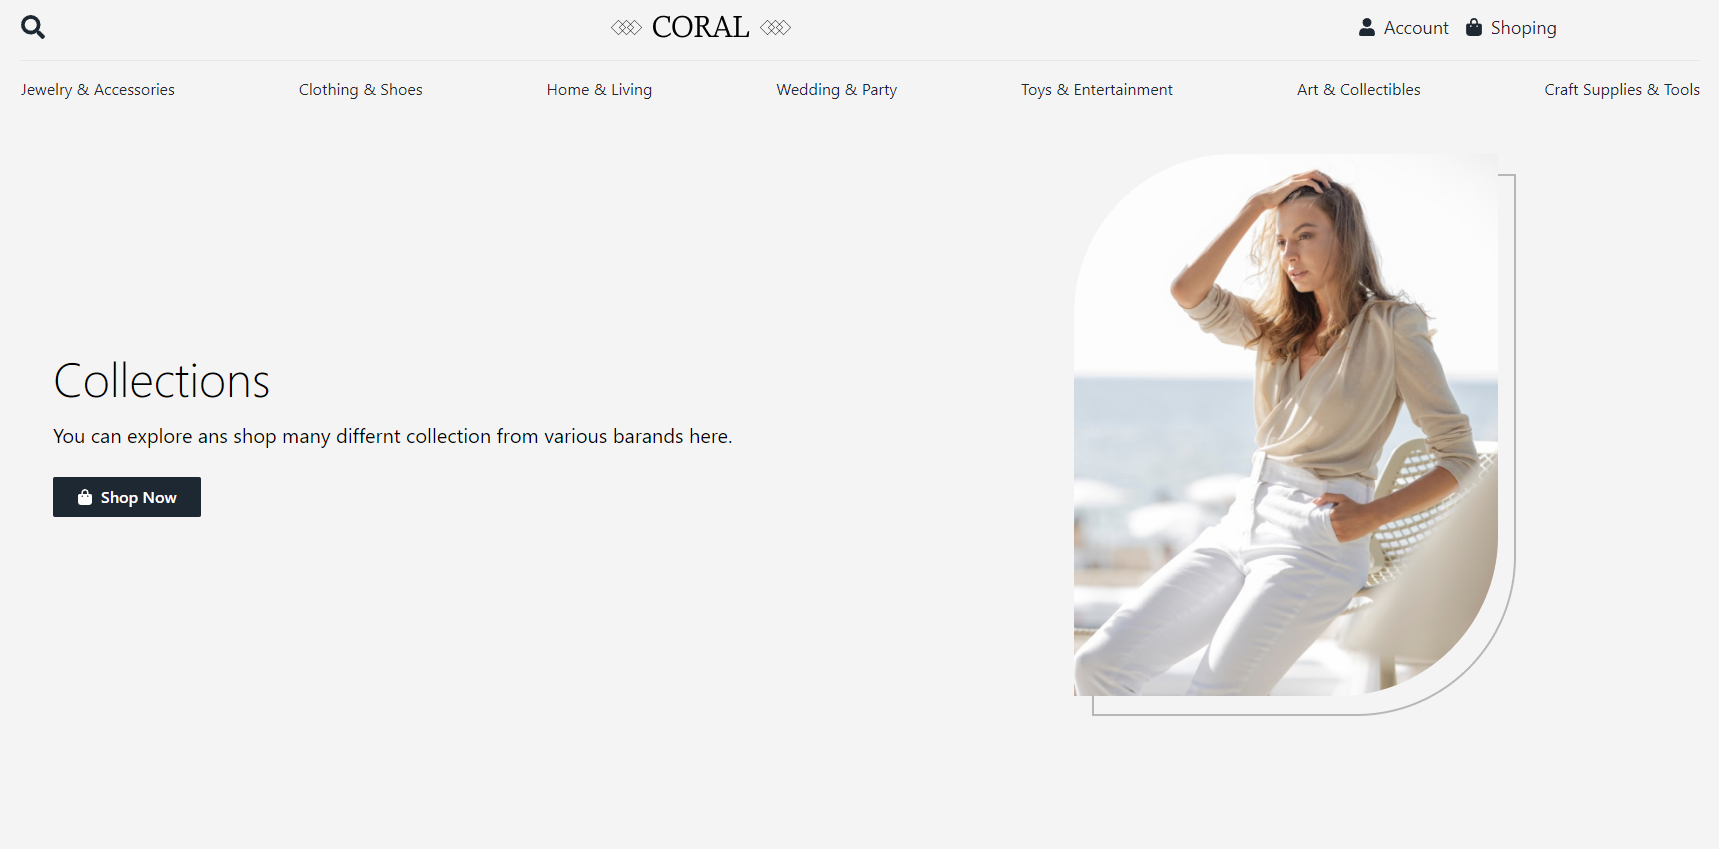 CORAL
Account Shoping
Jewelry & Accessories Clothing & Shoes Home & Living Wedding & Party Toys & Entertainment Art & Collectibles Craft Supplies & Tools
Collections
You can explore ans shop many differnt collection from various barands here.
Shop Now